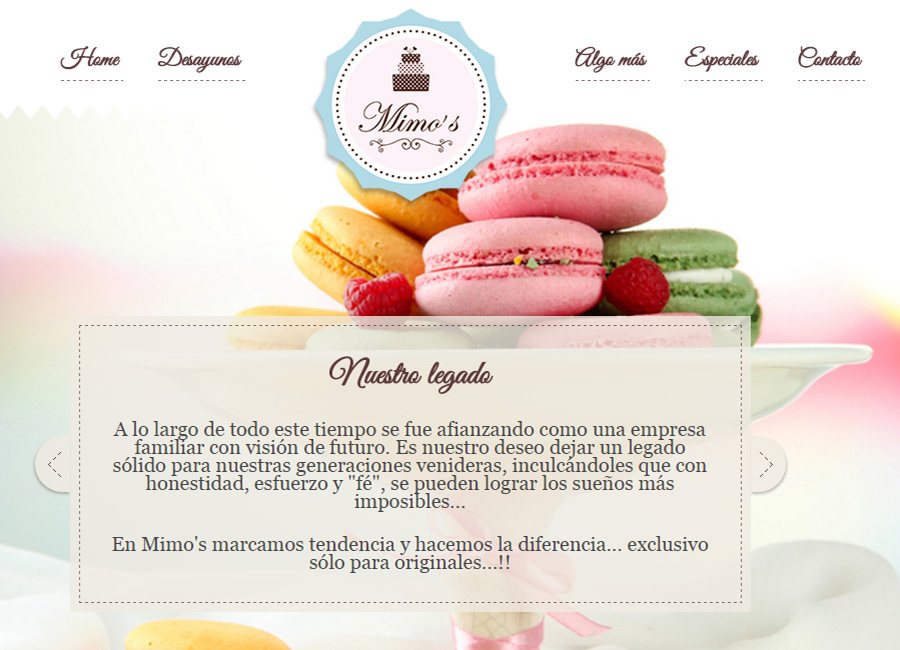 Home
Desayunos
Mimo's
Algo más
Especiales
Contacto
Nuestro legado
A lo largo de todo este tiempo se fue afianzando como una empresa
familiar con visión de futuro. Es nuestro deseo dejar un legado
sólido para nuestras generaciones venideras, inculcándoles que con
honestidad, esfuerzo y "fé", se pueden lograr los sueños más
imposibles...
En Mimo's marcamos tendencia y hacemos la diferencia... exclusivo
sólo para originales...!!